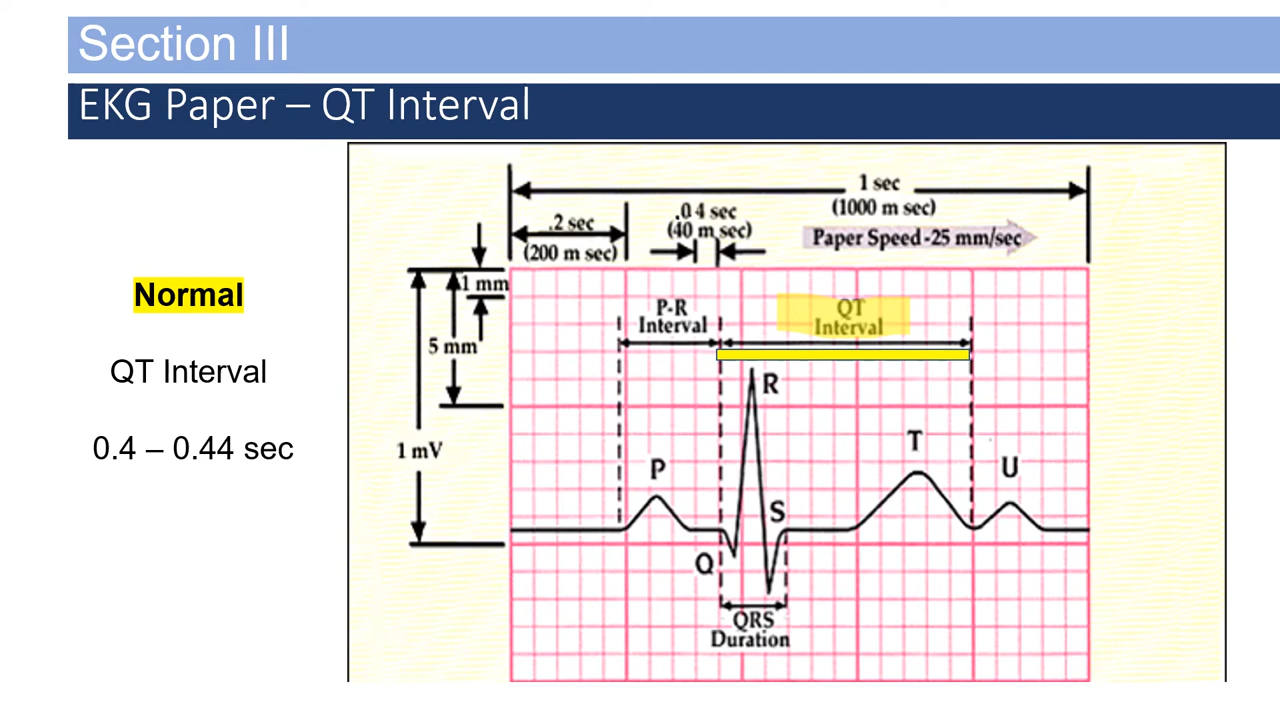 Section III
EKG Paper – QT Interval
Normal
QT Interval
0.4 – 0.44 sec
1 sec
(1000 m sec)
.2 sec
(200 m sec)
.04 sec
(40 m sec)
Paper Speed-25 mm/sec
1 mm
5 mm
1 mV
P-R
Interval
QT
Interval
R
P
T
U
S
Q
QRS
Duration